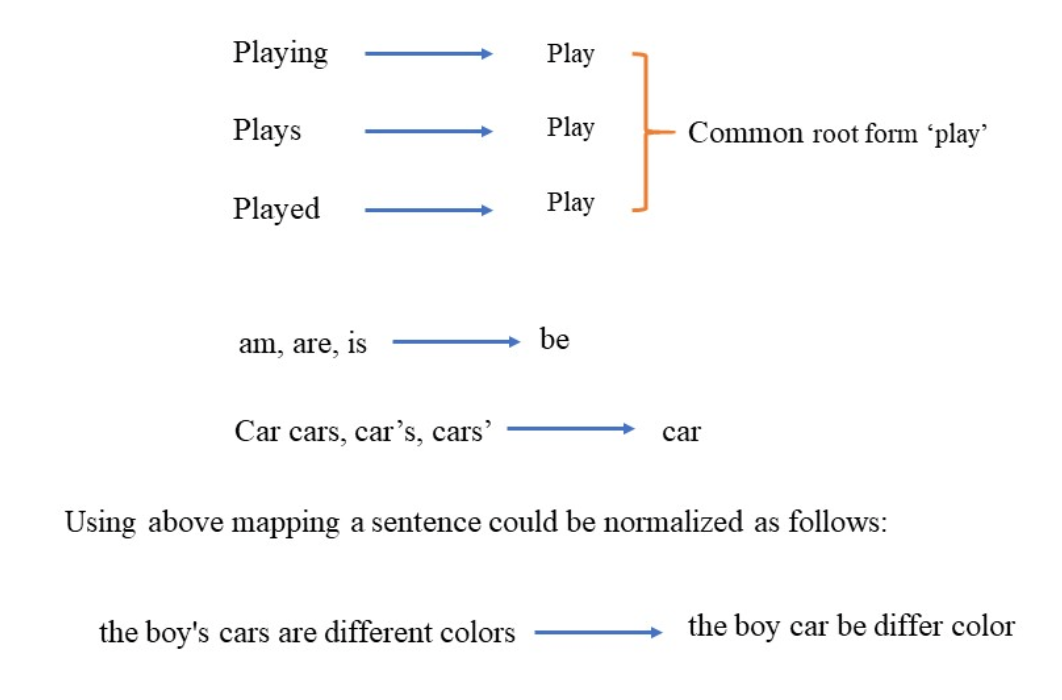 Playing Play
Plays Play Common root form ‘play’
Played Play
am, are, is be
Car cars, car’s, cars’ car
Using above mapping a sentence could be normalized as follows:
the boy's cars are different colors the boy car be differ color